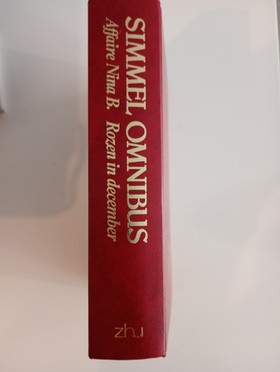 SIMMEL OMNIBUS
Affaire Nina B. Rozen in december
zhu